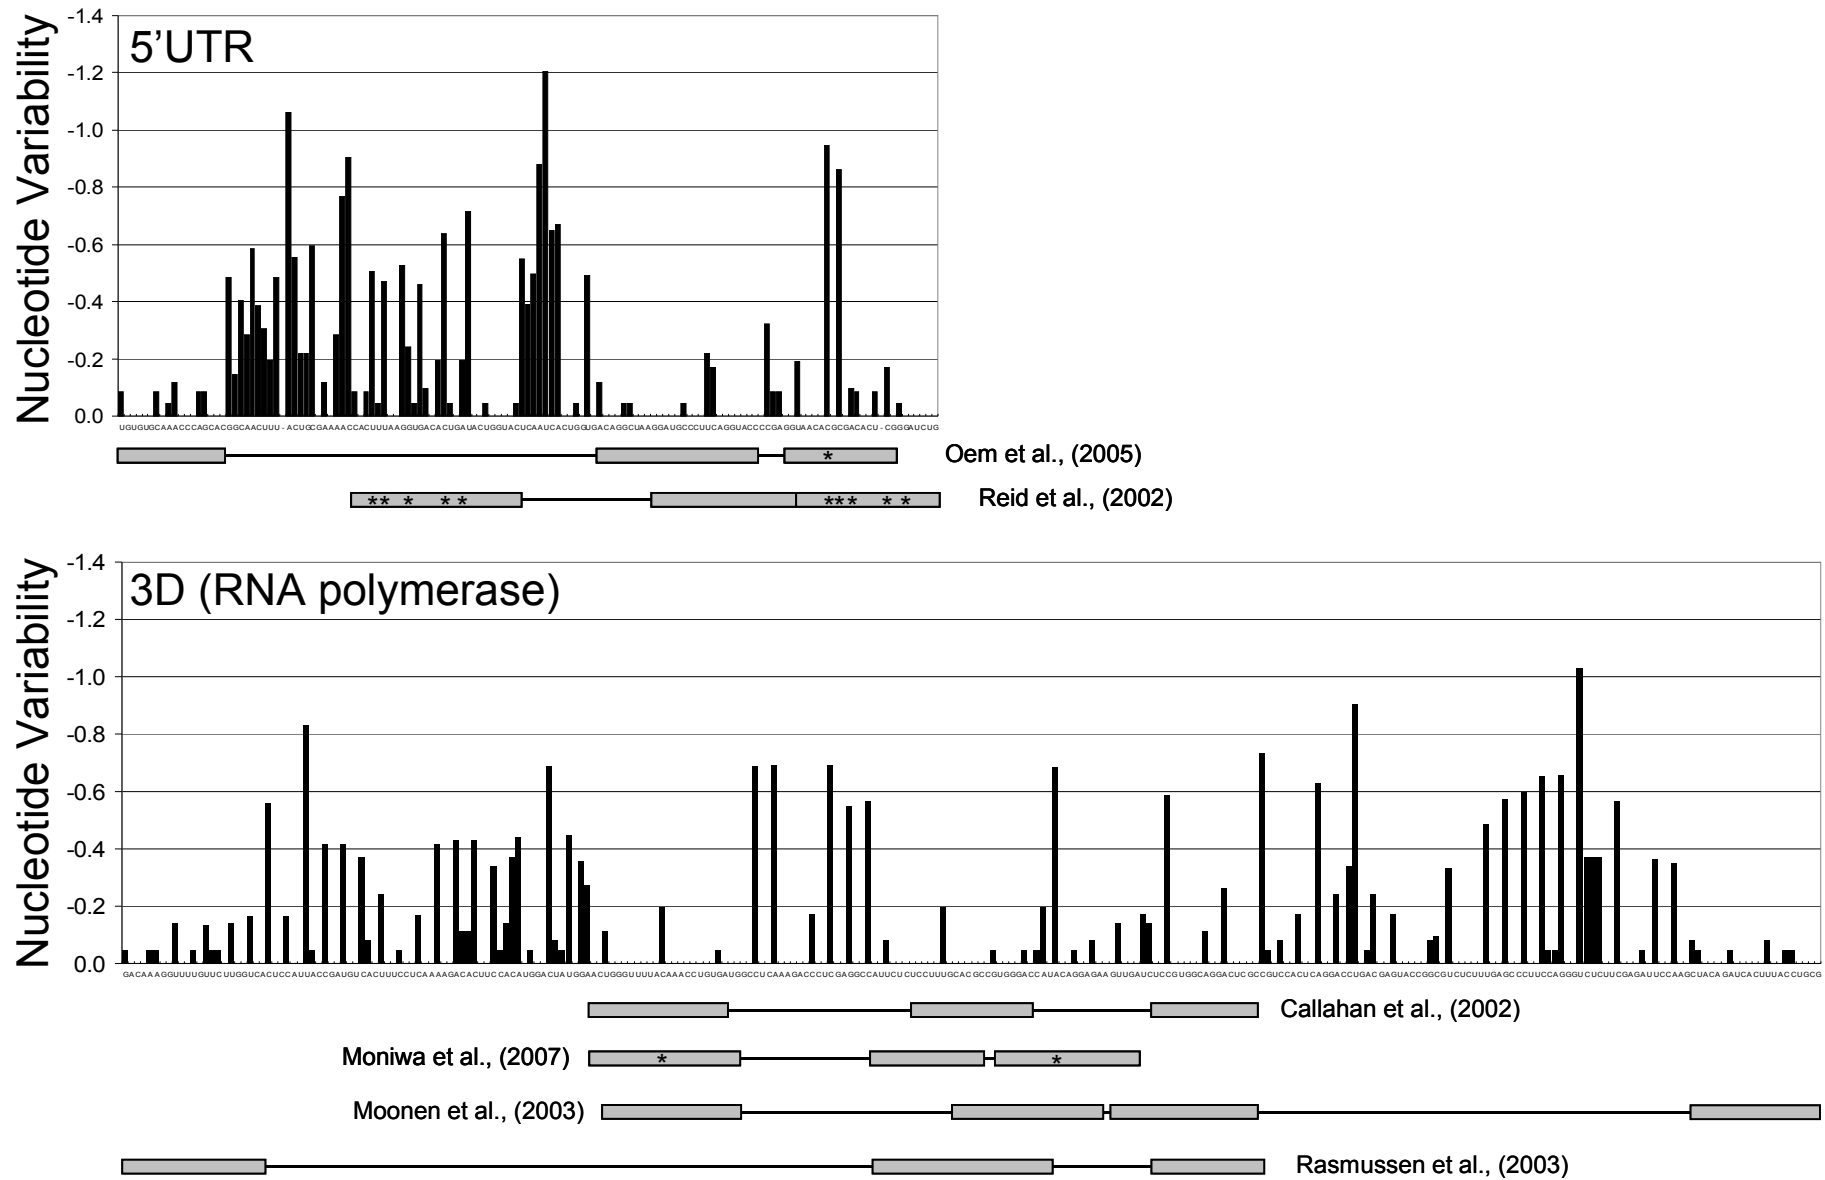 Nucleotide Variability
5’UTR
-1.4
-1.2
-1.0
-0.8
-0.6
-0.4
-0.2
0.0
* Oem et al., (2005)
** * * * *** * * Reid et al., (2002)
Nucleotide Variability
3D (RNA polymerase)
-1.4
-1.2
-1.0
-0.8
-0.6
-0.4
-0.2
0.0
Callahan et al., (2002)
Moniwa et al., (2007) * *
Moonen et al., (2003)
Rasmussen et al., (2003)